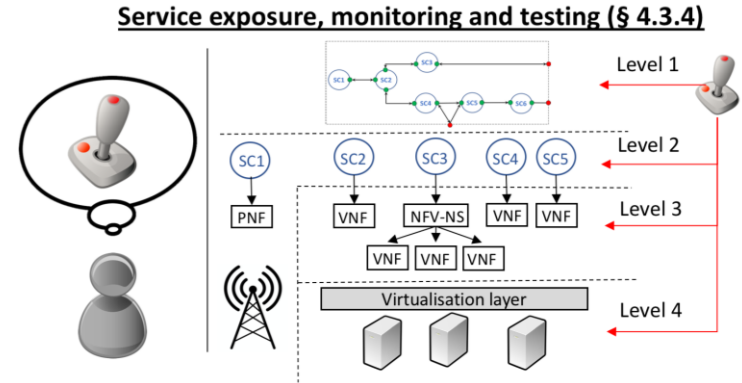 Service exposure, monitoring and testing (§ 4.3.4)
Level 1
SC3
SC1 SC2
SC4 SC5 SC6
Level 2
SC1 SC2 SC3 SC4 SC5
Level 3
PNF VNF NFV-NS VNF VNF
VNF VNF VNF
Virtualisation layer
Level 4